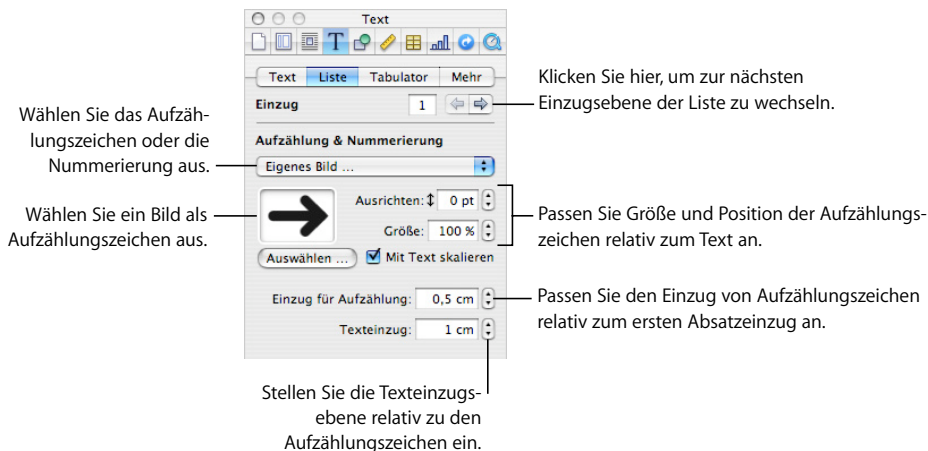 Text
Text Liste Tabulator Mehr
Einzug 1
Klicken Sie hier, um zur nächsten
Einzugsebene der Liste zu wechseln.
Wählen Sie das Aufzäh-
lungszeichen oder die
Nummerierung aus.
Aufzählung & Nummerierung
Eigenes Bild ...
Wählen Sie ein Bild als
Aufzählungszeichen aus.
Ausrichten: 0 pt
Größe: 100 %
Auswählen ... Mit Text skalieren
Passen Sie Größe und Position der Aufzählungs-
zeichen relativ zum Text an.
Einzug für Aufzählung: 0,5 cm
Texteinzug: 1 cm
Passen Sie den Einzug von Aufzählungszeichen
relativ zum ersten Absatzeinzug an.
Stellen Sie die Texteinzugs-
ebene relativ zu den
Aufzählungszeichen ein.